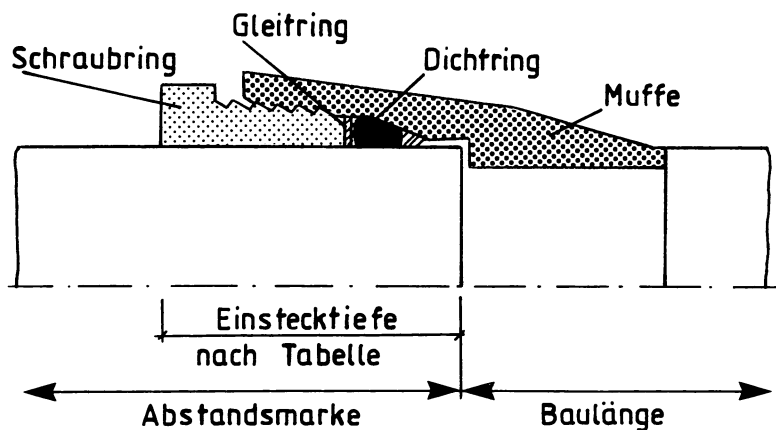 Gleitring
Schraubring
Dichtring
Muffe
Einstecktiefe
nach Tabelle
Abstandsmarke
Baulänge